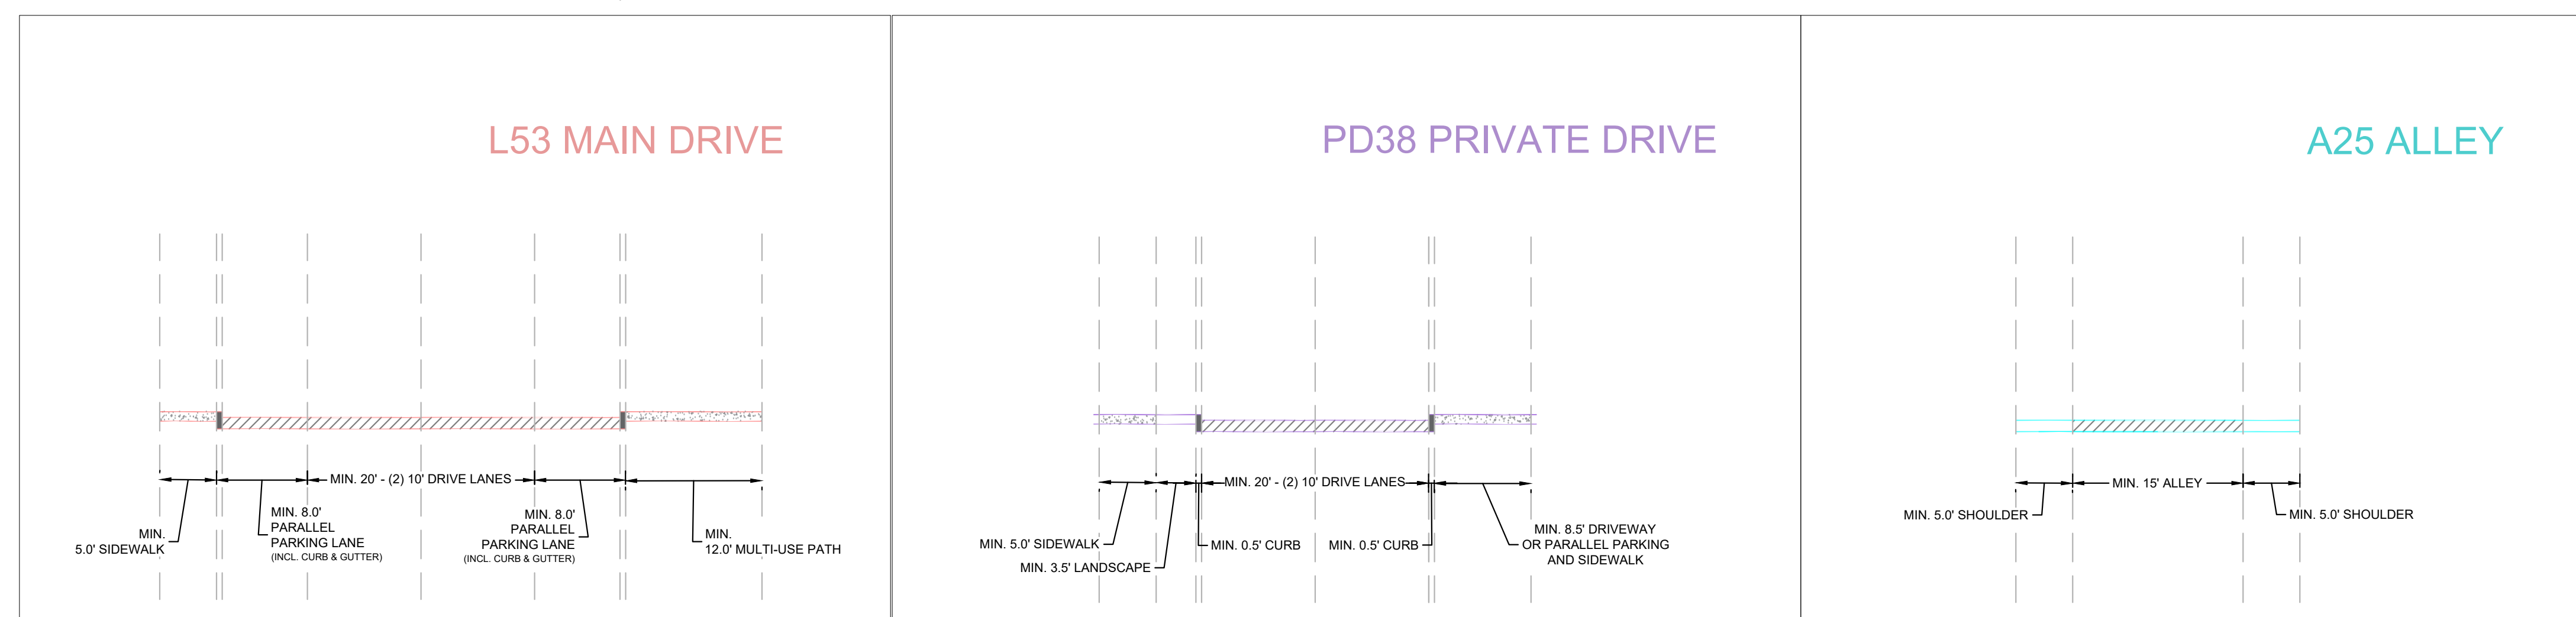 L53 MAIN DRIVE
MIN. 20' - (2) 10' DRIVE LANES
MIN.
5.0' SIDEWALK
MIN. 8.0'
PARALLEL
PARKING LANE
(INCL. CURB & GUTTER)
MIN. 8.0'
PARALLEL
PARKING LANE
(INCL. CURB & GUTTER)
MIN.
12.0' MULTI-USE PATH
PD38 PRIVATE DRIVE
MIN. 20' - (2) 10' DRIVE LANES
MIN. 5.0' SIDEWALK
MIN. 3.5' LANDSCAPE
MIN. 0.5' CURB
MIN. 0.5' CURB
MIN. 8.5' DRIVEWAY
OR PARALLEL PARKING
AND SIDEWALK
A25 ALLEY
MIN. 15' ALLEY
MIN. 5.0' SHOULDER
MIN. 5.0' SHOULDER